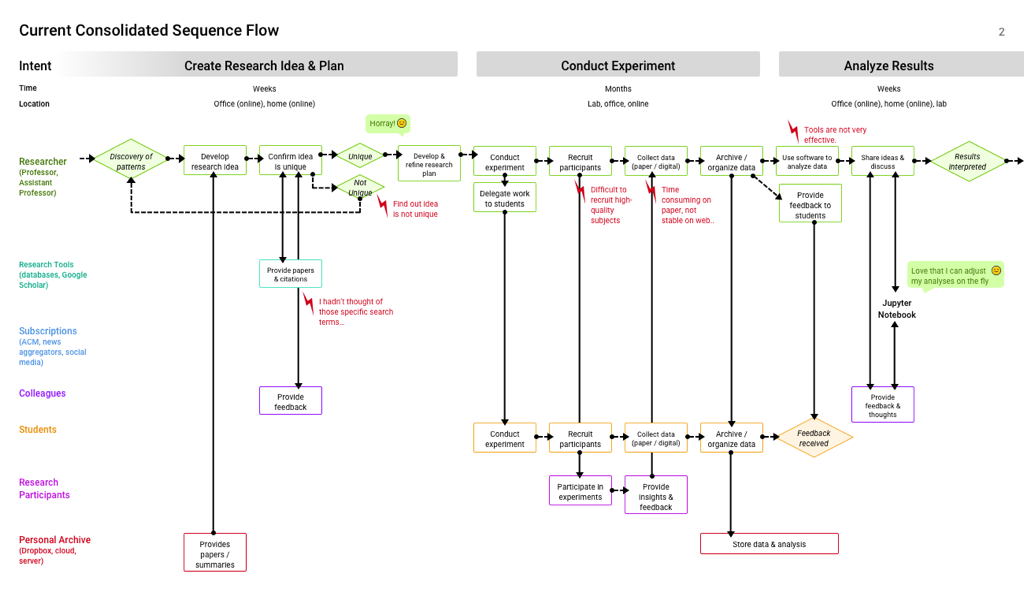 Current Consolidated Sequence Flow
2
Intent
Create Research Idea & Plan
Conduct Experiment
Analyze Results
Time
Weeks
Months
Weeks
Location
Office (online), home (online)
Lab, office, online
Office (online), home (online), lab
Horray!
Tools are not very
effective.
Researcher
(Professor,
Assistant
Professor)
Discovery of
patterns
Develop
research idea
Confirm idea
is unique
Unique
Not
Unique
Develop &
refine research
plan
Conduct
experiment
Recruit
participants
Collect data
(paper / digital)
Archive /
organize data
Use software to
analyze data
Share ideas &
discuss
Results
interpreted
Find out idea
is not unique
Delegate work
to students
Difficult to
recruit high-
quality
subjects
Time
consuming on
paper, not
stable on web..
Provide
feedback to
students
Research Tools
(databases, Google
Scholar)
Provide papers
& citations
I hadn't thought of
those specific search
terms…
Love that I can adjust
my analyses on the fly
Jupyter
Notebook
Subscriptions
(ACM, news
aggregators, social
media)
Colleagues
Provide
feedback
Provide
feedback &
thoughts
Students
Conduct
experiment
Recruit
participants
Collect data
(paper / digital)
Archive /
organize data
Feedback
received
Research
Participants
Participate in
experiments
Provide
insights &
feedback
Personal Archive
(Dropbox, cloud,
server)
Provides
papers /
summaries
Store data & analysis